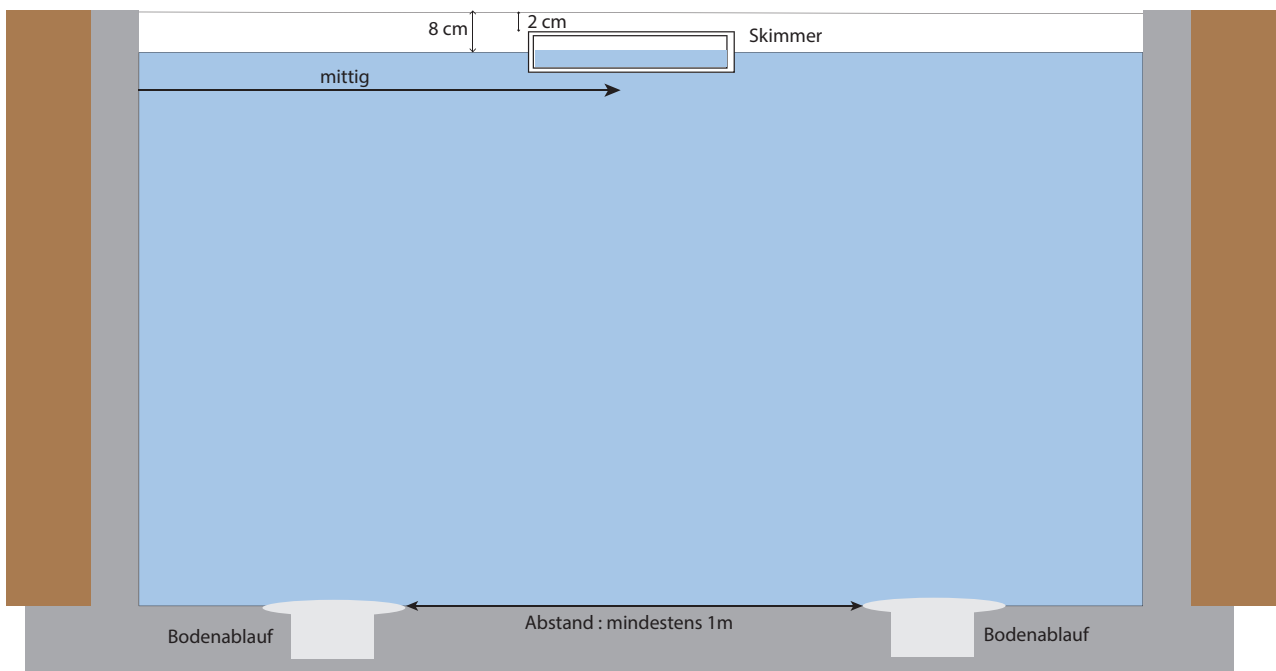 8 cm
2 cm
Skimmer
mittig
Abstand : mindestens 1m
Bodenablauf
Bodenablauf